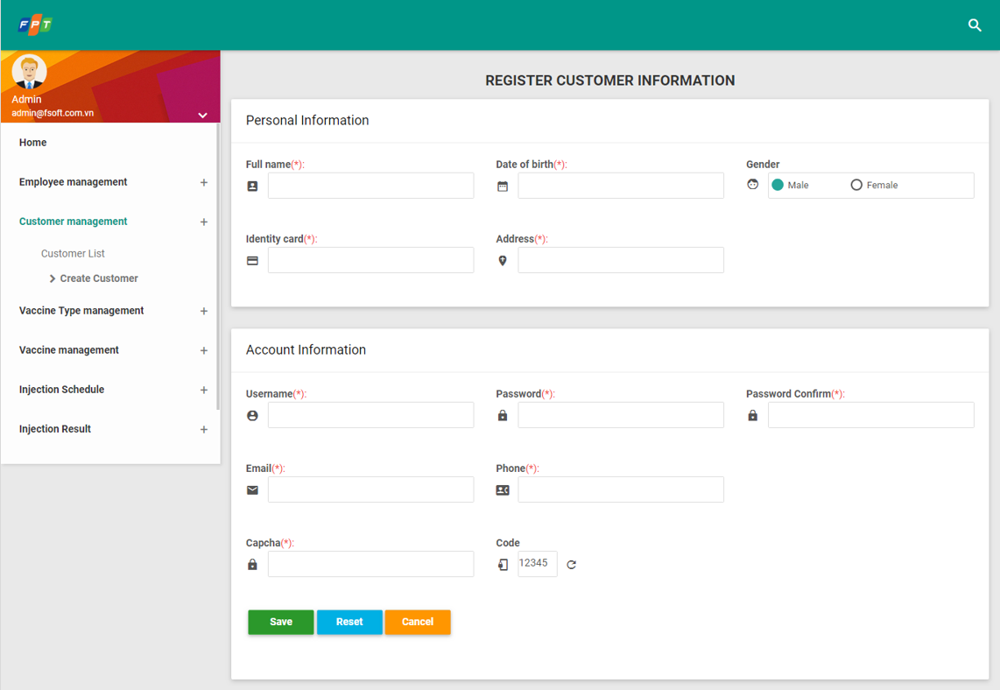 FPT
Admin
admin@fsoft.com.vn
Home
Employee management
Customer management
Customer List
Create Customer
Vaccine Type management
Vaccine management
Injection Schedule
Injection Result
REGISTER CUSTOMER INFORMATION
Personal Information
Full name(*): Date of birth(*): Gender
Male Female
Identity card(*): Address(*):
Account Information
Username(*): Password(*): Password Confirm(*):
Email(*): Phone(*):
Capcha(*): Code
12345
Save Reset Cancel